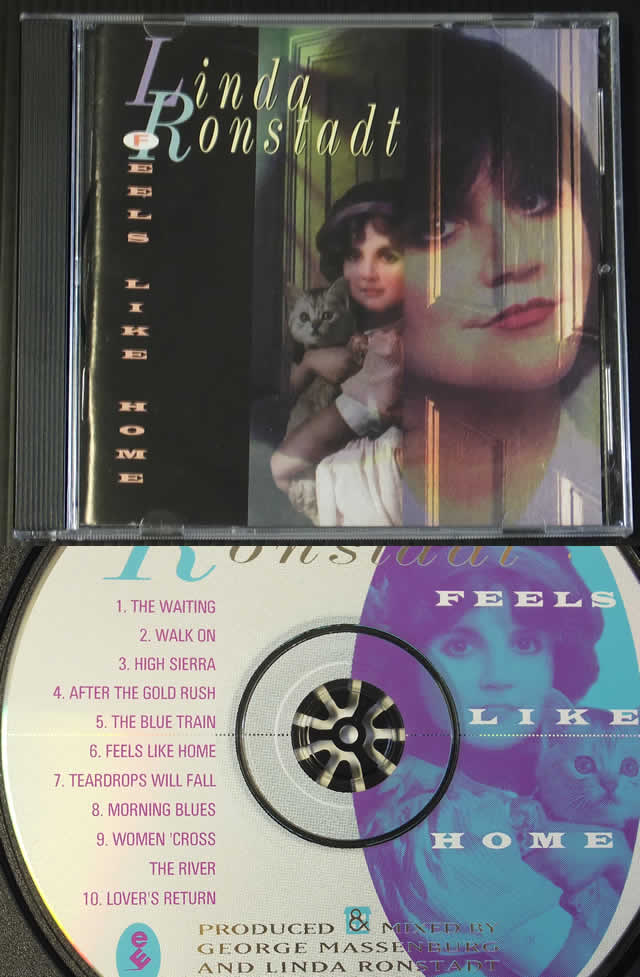 Linda
Ronstadt
FEELS LIKE HOME
Ronstadt
FEELS
LIKE
HOME
1. THE WAITING
2. WALK ON
3. HIGH SIERRA
4. AFTER THE GOLD RUSH
5. THE BLUE TRAIN
6. FEELS LIKE HOME
7. TEARDROPS WILL FALL
8. MORNING BLUES
9. WOMEN 'CROSS
THE RIVER
10. LOVER'S RETURN
PRODUCED & MIXED BY
GEORGE MASSENBURG
AND LINDA RONSTADT